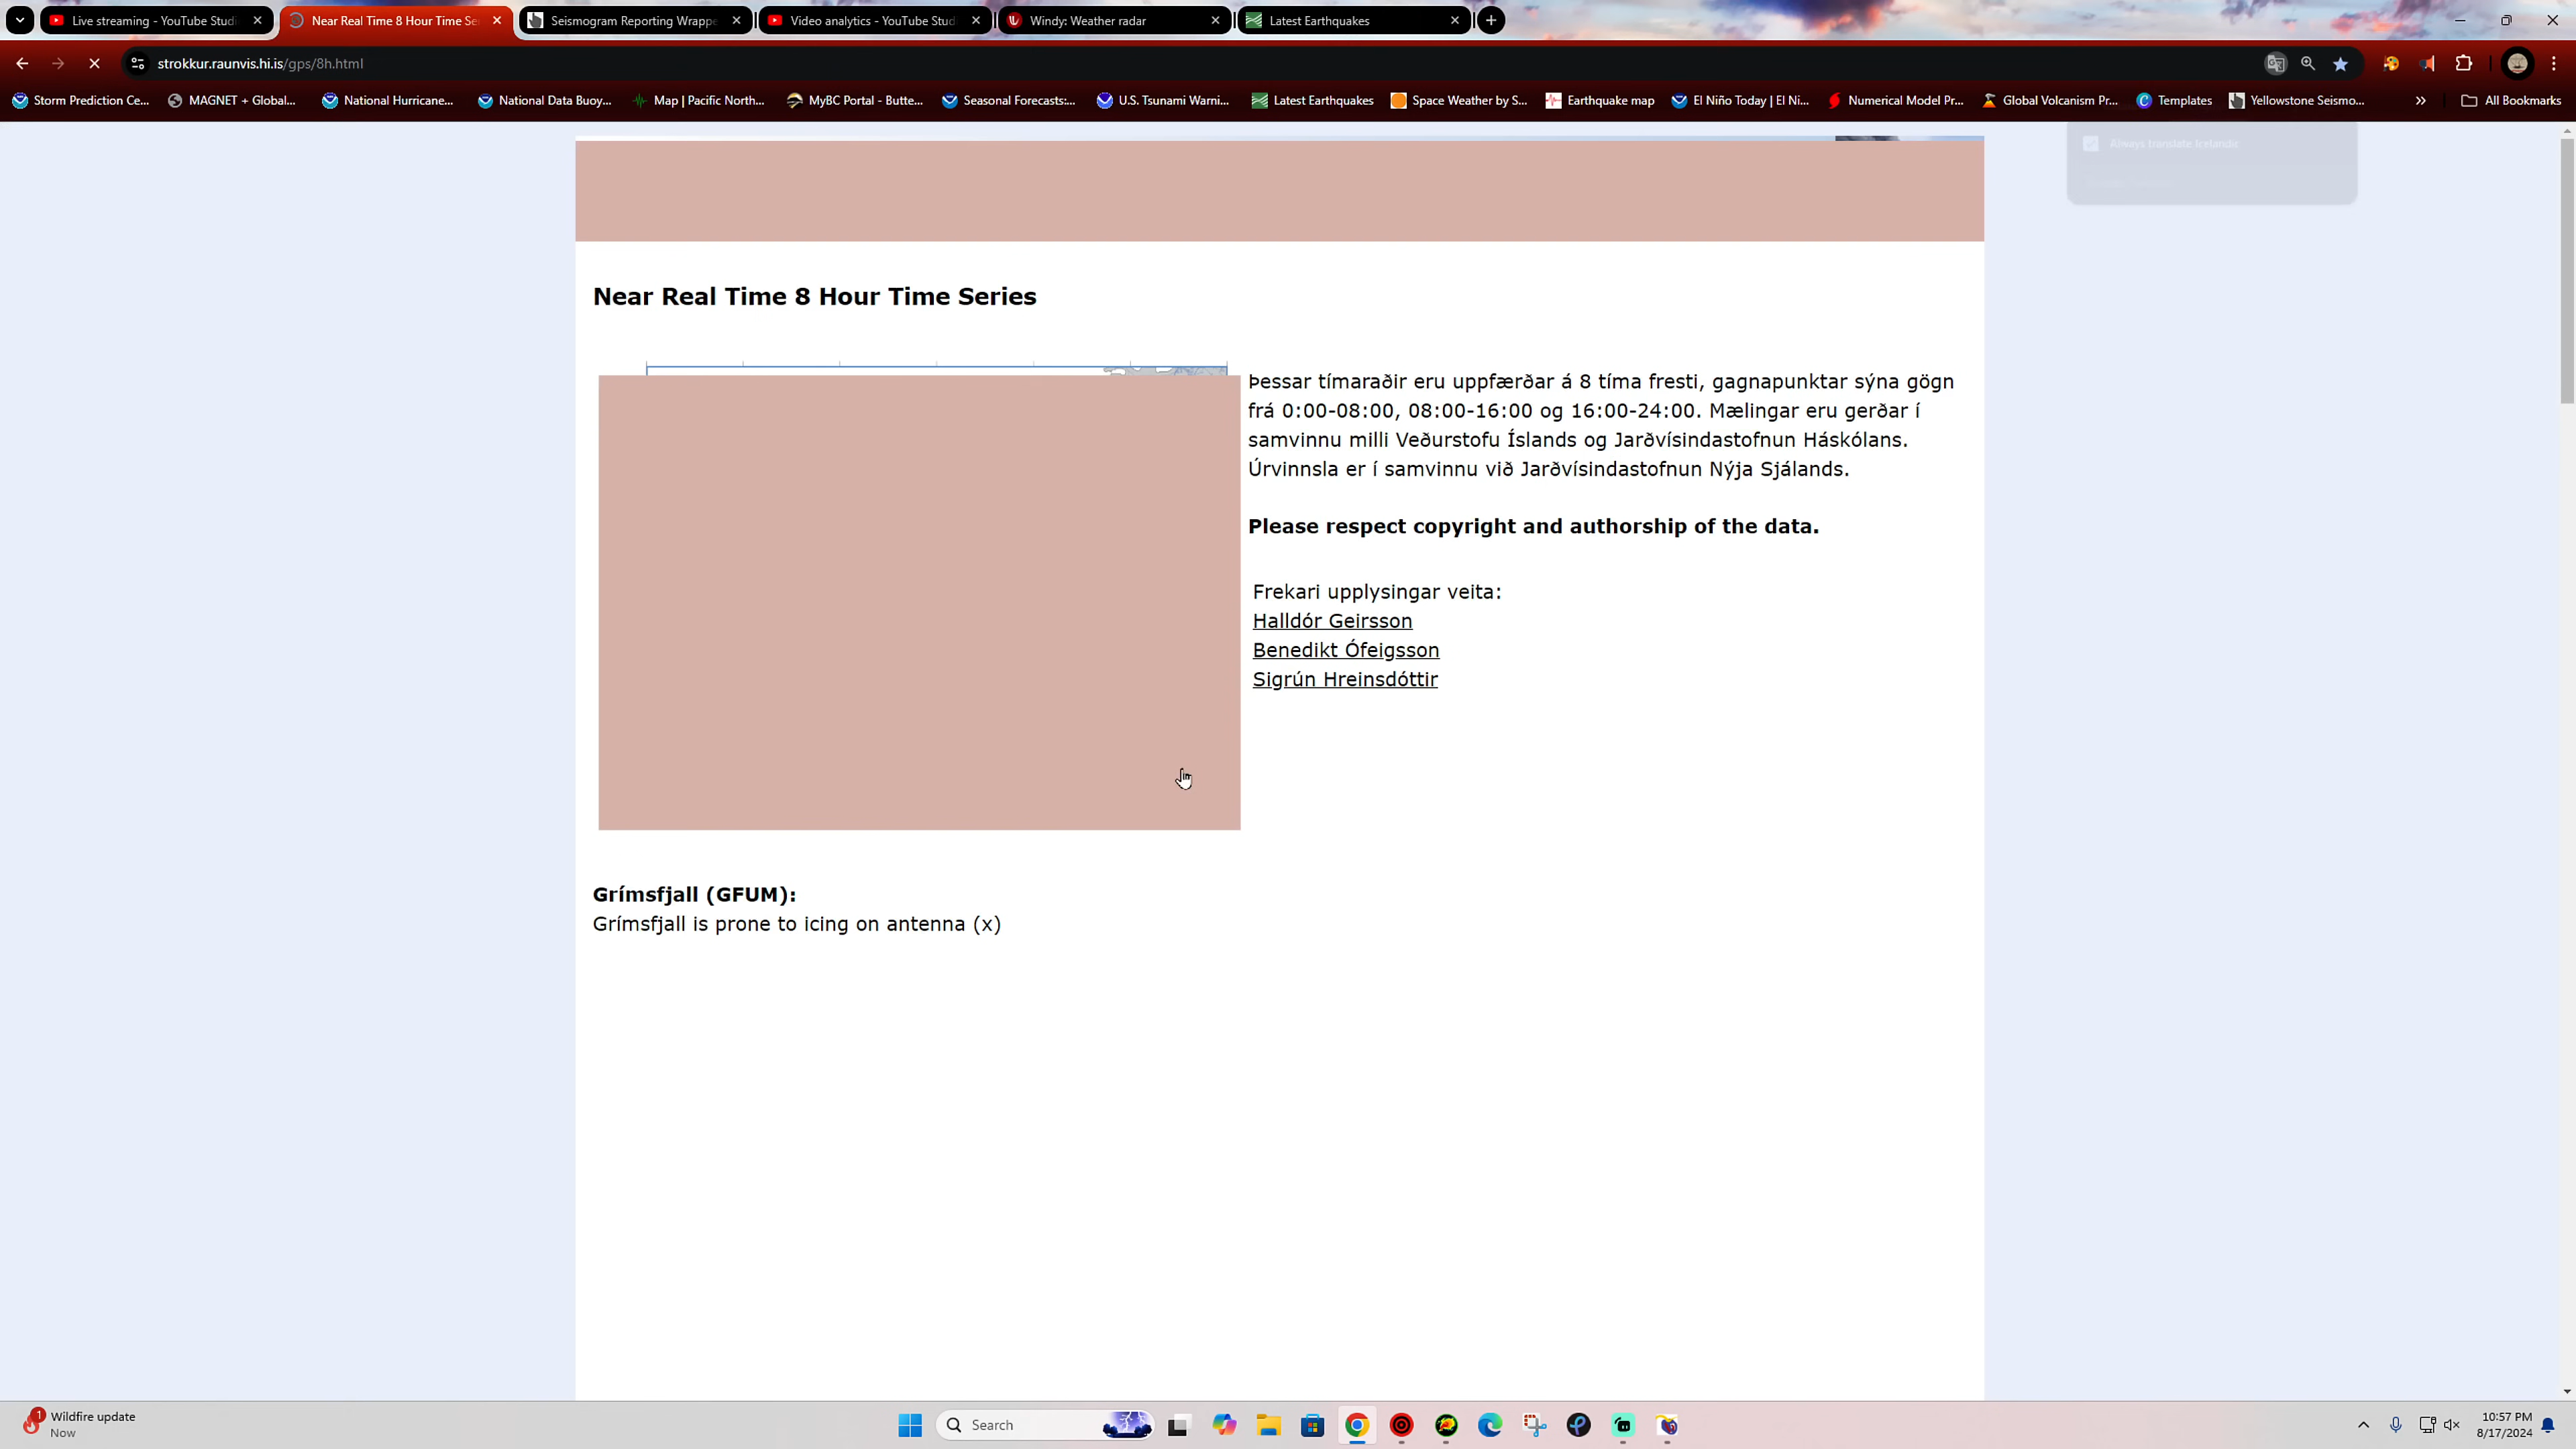 Live streaming - YouTube Studi
Near Real Time 8 Hour Time Se
Seismogram Reporting Wrappe
Video analytics - YouTube Studi
Windy: Weather radar
Latest Earthquakes
strokkur.raunvis.hi.is/gps/8h.html
Storm Prediction Ce...
MAGNET + Global...
National Hurricane...
National Data Buoy...
Map | Pacific North...
MyBC Portal - Butte...
Seasonal Forecasts:...
U.S. Tsunami Warni...
Latest Earthquakes
Space Weather by S...
Earthquake map
El Niño Today | El Ni...
Numerical Model Pr...
Global Volcanism Pr...
Templates
Yellowstone Seismo...
All Bookmarks
Always translate Icelandic
Near Real Time 8 Hour Time Series
Þessar tímaraðir eru uppfærðar á 8 tíma fresti, gagnapunktar sýna gögn
frá 0:00-08:00, 08:00-16:00 og 16:00-24:00. Mælingar eru gerðar í
samvinnu milli Veðurstofu Íslands og Jarðvísindastofnun Háskólans.
Úrvinnsla er í samvinnu við Jarðvísindastofnun Nýja Sjálands.
Please respect copyright and authorship of the data.
Frekari upplysingar veita:
Halldór Geirsson
Benedikt Ófeigsson
Sigrún Hreinsdóttir
Grímsfjall (GFUM):
Grímsfjall is prone to icing on antenna (x)
1
Wildfire update
Now
Search
10:57 PM
8/17/2024